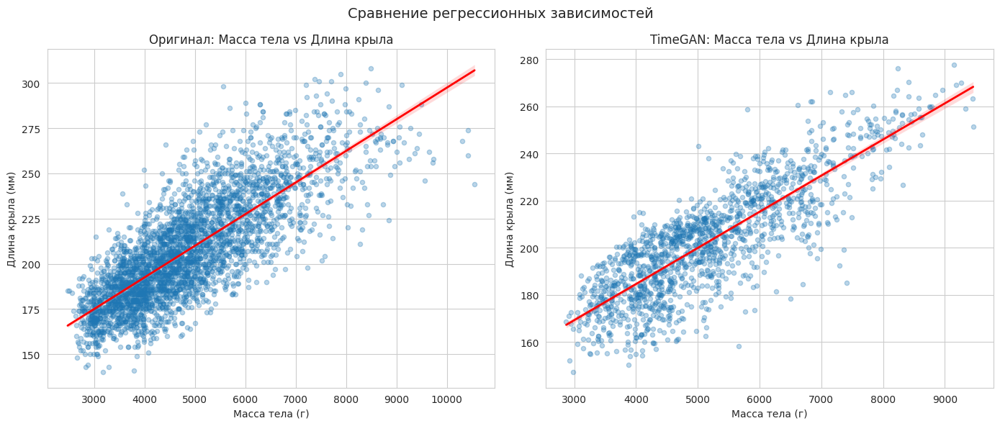 Сравнение регрессионных зависимостей
Оригинал: Масса тела vs Длина крыла
300
275
250
225
200
175
150
Длина крыла (мм)
3000 4000 5000 6000 7000 8000 9000 10000
Масса тела (г)
TimeGAN: Масса тела vs Длина крыла
280
260
240
220
200
180
160
Длина крыла (мм)
3000 4000 5000 6000 7000 8000 9000
Масса тела (г)